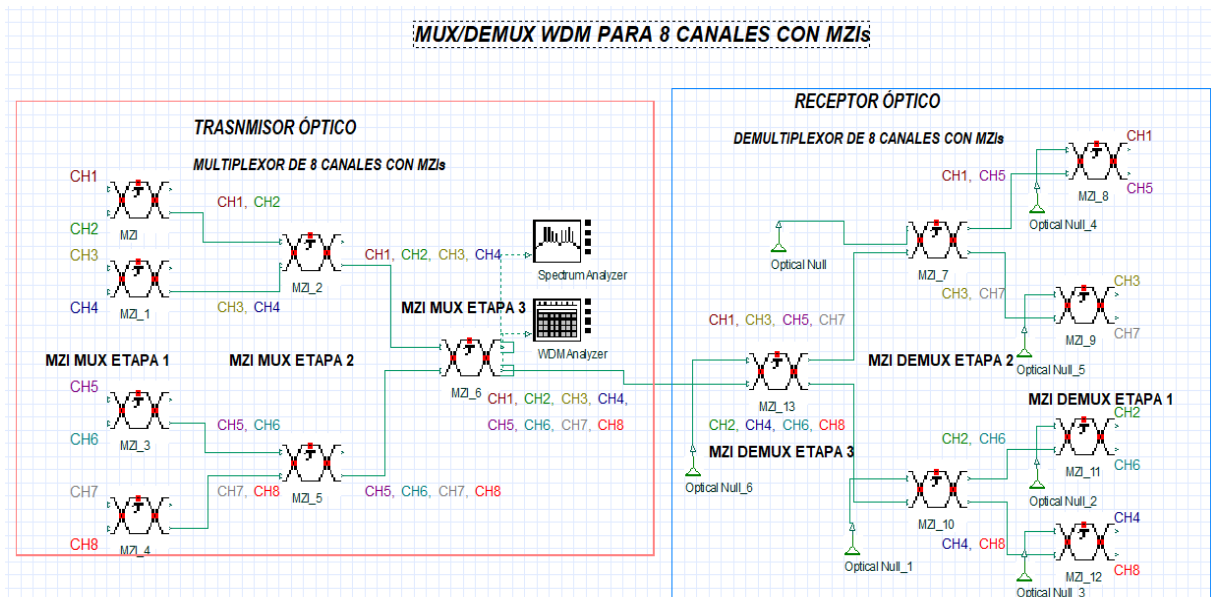 MUX/DEMUX WDM PARA 8 CANALES CON MZIs
TRASNMISOR ÓPTICO
MULTIPLEXOR DE 8 CANALES CON MZIs
CH1
CH2
MZI
CH1, CH2
CH3
CH4
MZI_1
CH3, CH4
MZI_2
CH1, CH2, CH3, CH4
Spectrum Analyzer
WDM Analyzer
MZI MUX ETAPA 3
MZI MUX ETAPA 1
MZI MUX ETAPA 2
MZI_6
CH1, CH2, CH3, CH4,
CH5, CH6, CH7, CH8
CH5
CH6
MZI_3
CH5, CH6
CH7
CH8
MZI_4
CH7, CH8
MZI_5
CH5, CH6, CH7, CH8
RECEPTOR ÓPTICO
DEMULTIPLEXOR DE 8 CANALES CON MZIs
CH1
CH1, CH5
CH5
MZI_8
Optical Null_4
Optical Null
MZI_7
CH3, CH7
CH3
CH7
MZI_9
Optical Null_5
CH1, CH3, CH5, CH7
MZI DEMUX ETAPA 2
MZI_13
CH2, CH4, CH6, CH8
MZI DEMUX ETAPA 3
Optical Null_6
MZI DEMUX ETAPA 1
CH2
CH2, CH6
CH6
MZI_11
Optical Null_2
MZI_10
CH4, CH8
Optical Null_1
CH4
CH8
MZI_12
Optical Null_3